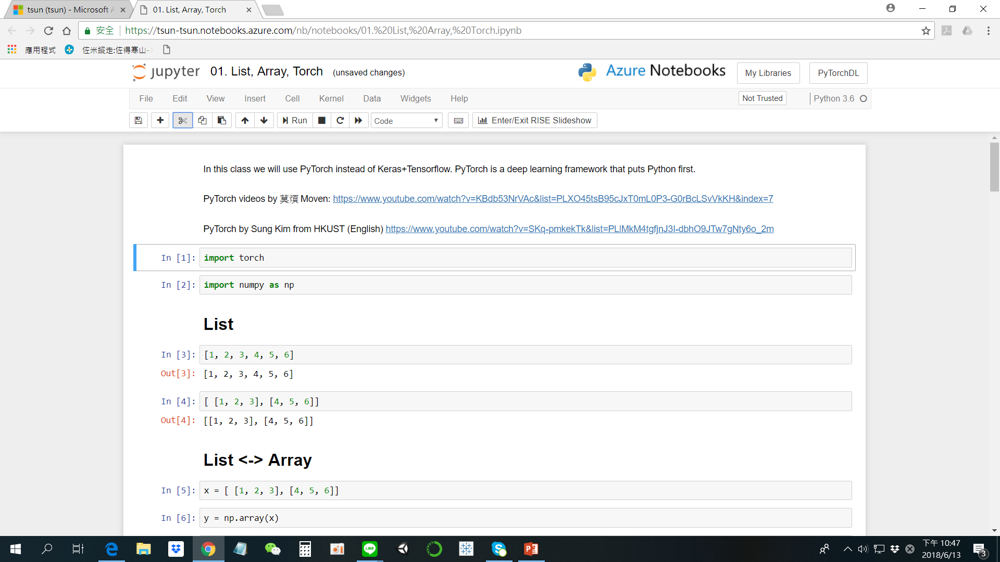 tsun (tsun) - Microsoft A
01. List, Array, Torch
安全
https://tsun-tsun.notebooks.azure.com/nb/notebooks/01.%20List,%20Array,%20Torch.ipynb
應用程式
佐米縱走:佐得寒山-
jupyter
01. List, Array, Torch
(unsaved changes)
Azure Notebooks
My Libraries
PyTorchDL
File Edit View Insert Cell Kernel Data Widgets Help
Not Trusted
Python 3.6
Run
Code
Enter/Exit RISE Slideshow
In this class we will use PyTorch instead of Keras+Tensorflow. PyTorch is a deep learning framework that puts Python first.
PyTorch videos by 莫煩 Moven: https://www.youtube.com/watch?v=KBdb53NrVAc&list=PLXO45tsB95cJxT0mL0P3-G0rBcLSvVkKH&index=7
PyTorch by Sung Kim from HKUST (English) https://www.youtube.com/watch?v=SKq-pmkekTk&list=PLlMkM4tgfjnJ3I-dbhO9JTw7gNty6o_2m
In [1]: import torch
In [2]: import numpy as np
List
In [3]: [1, 2, 3, 4, 5, 6]
Out[3]: [1, 2, 3, 4, 5, 6]
In [4]: [ [1, 2, 3], [4, 5, 6]]
Out[4]: [[1, 2, 3], [4, 5, 6]]
List <-> Array
In [5]: x = [ [1, 2, 3], [4, 5, 6]]
In [6]: y = np.array(x)
LINE
下午 10:47
2018/6/13
3